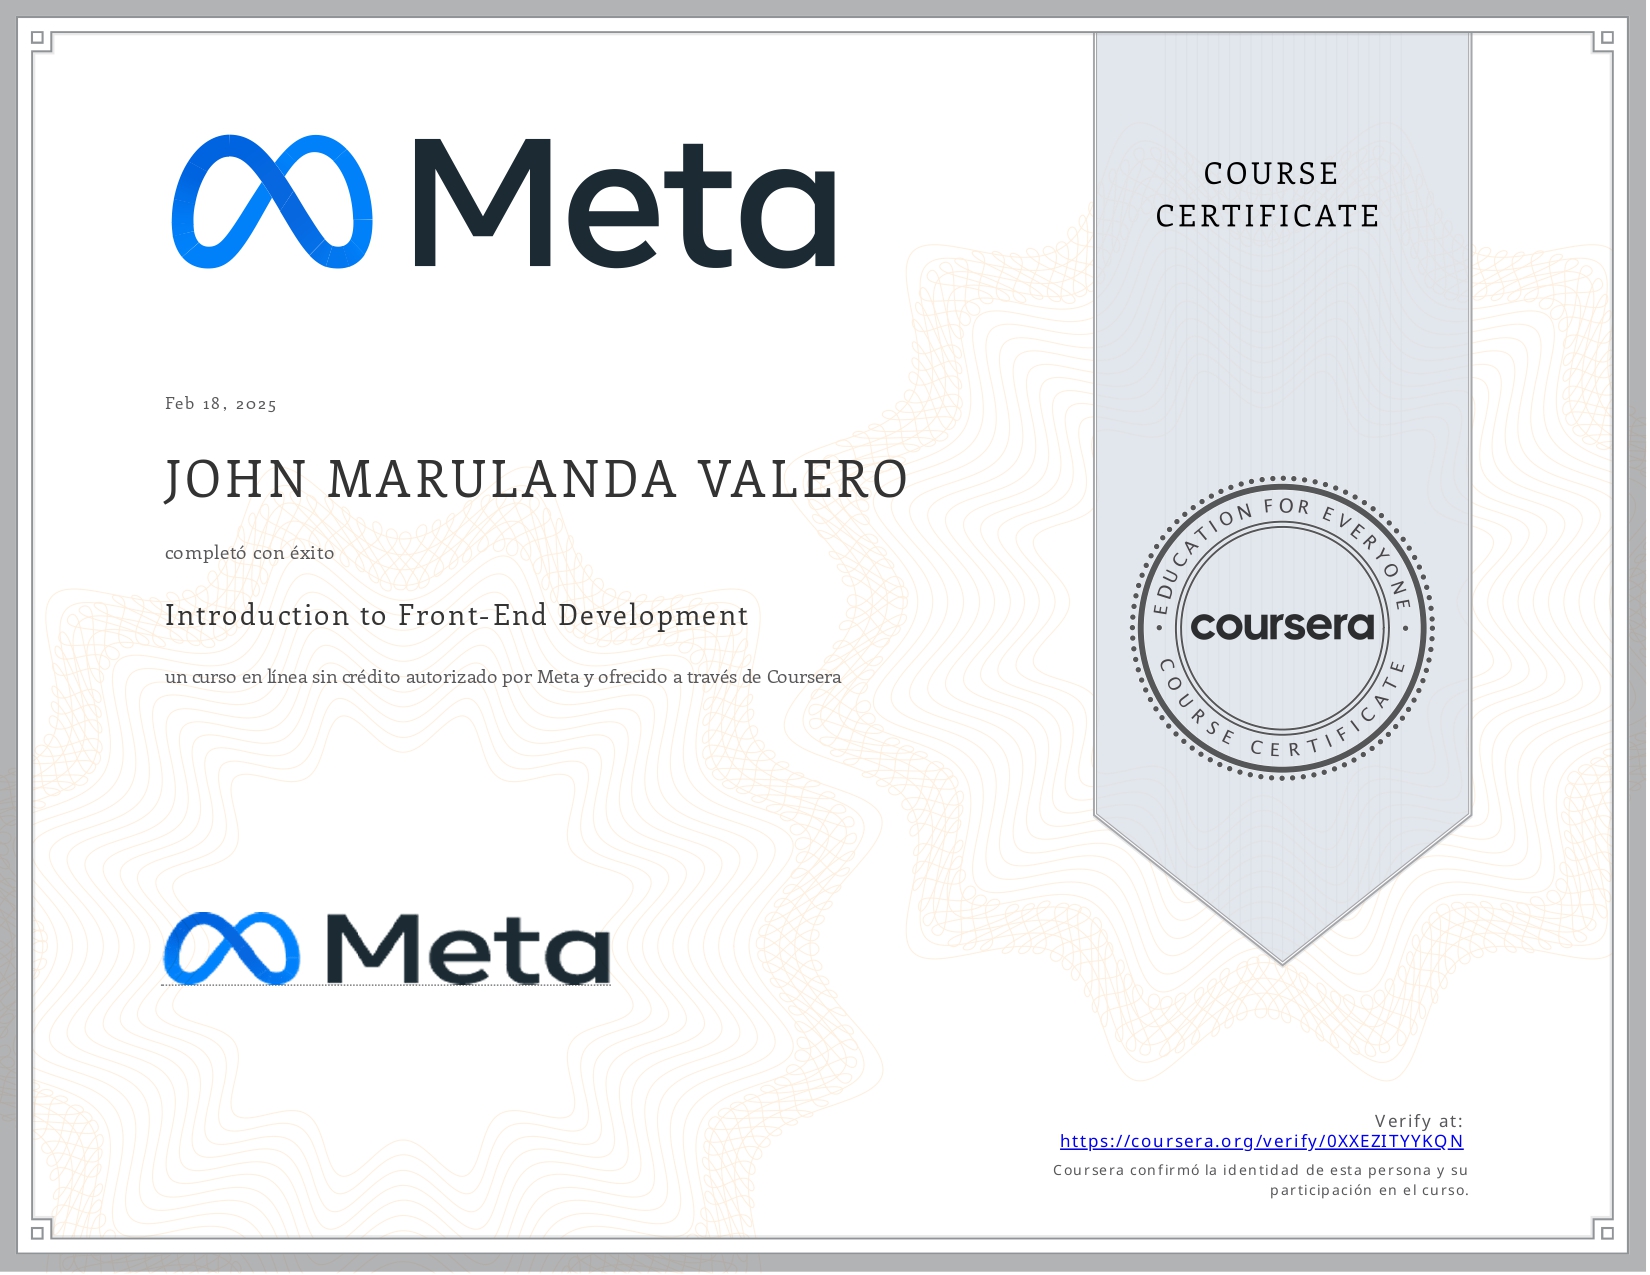 Meta
COURSE
CERTIFICATE
Feb 18, 2025
JOHN MARULANDA VALERO
completó con éxito
Introduction to Front-End Development
un curso en línea sin crédito autorizado por Meta y ofrecido a través de Coursera
EDUCATION FOR EVERYONE
coursera
COURSE CERTIFICATE
Meta
Verify at:
https://coursera.org/verify/0XXEZITYYKQN
Coursera confirmó la identidad de esta persona y su
participación en el curso.